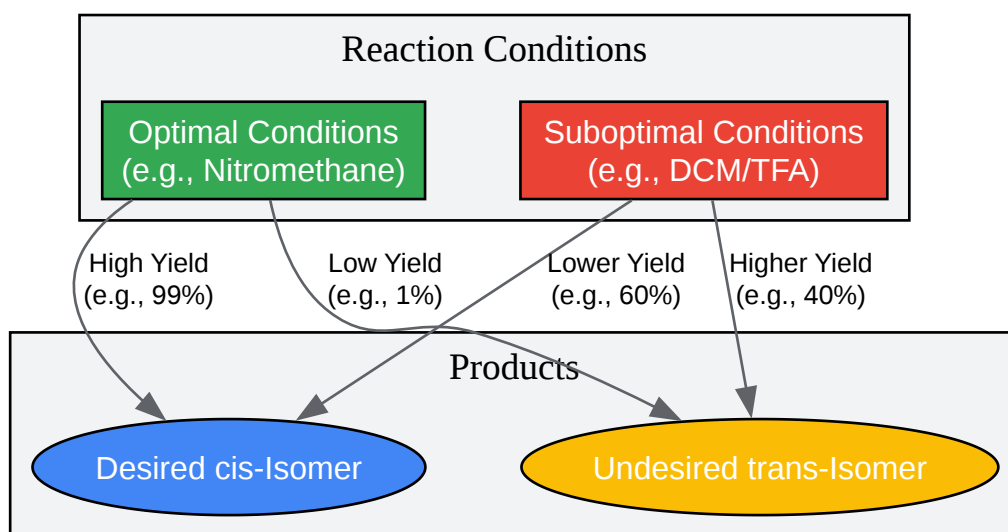 Reaction Conditions
Optimal Conditions
(e.g., Nitromethane)
Suboptimal Conditions
(e.g., DCM/TFA)
High Yield
(e.g., 99%)
Low Yield
(e.g., 1%)
Lower Yield
(e.g., 60%)
Higher Yield
(e.g., 40%)
Products
Desired cis-Isomer
Undesired trans-Isomer